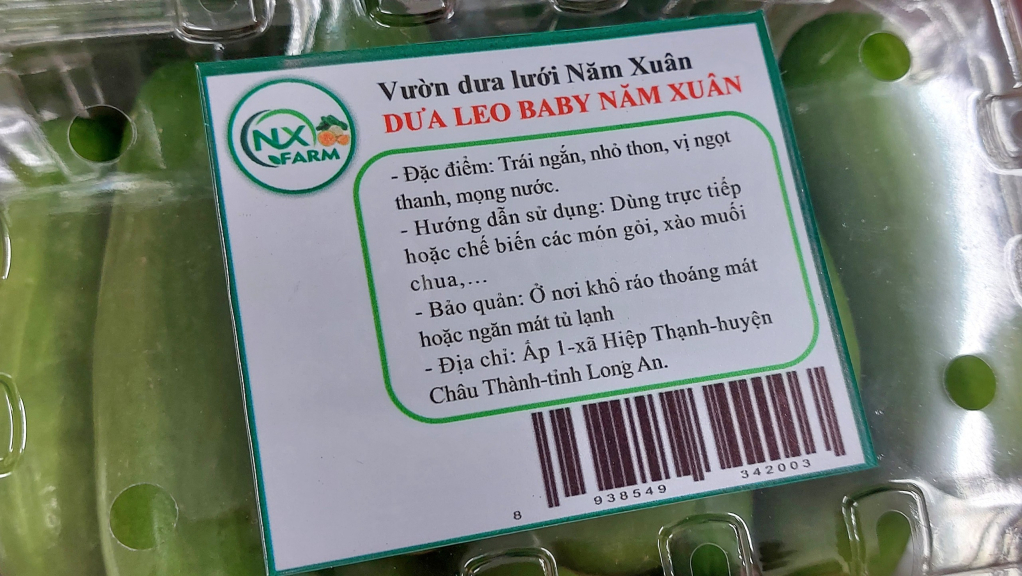 Vườn dưa lưới Năm Xuân
DƯA LEO BABY NĂM XUÂN
NX
FARM
- Đặc điểm: Trái ngắn, nhỏ thon, vị ngọt
thanh, mọng nước.
- Hướng dẫn sử dụng: Dùng trực tiếp
hoặc chế biến các món gỏi, xào muối
chua,...
- Bảo quản: Ở nơi khô ráo thoáng mát
hoặc ngăn mát tủ lạnh
- Địa chỉ: Ấp 1-xã Hiệp Thạnh-huyện
Châu Thành-tỉnh Long An.
8 938549 342003